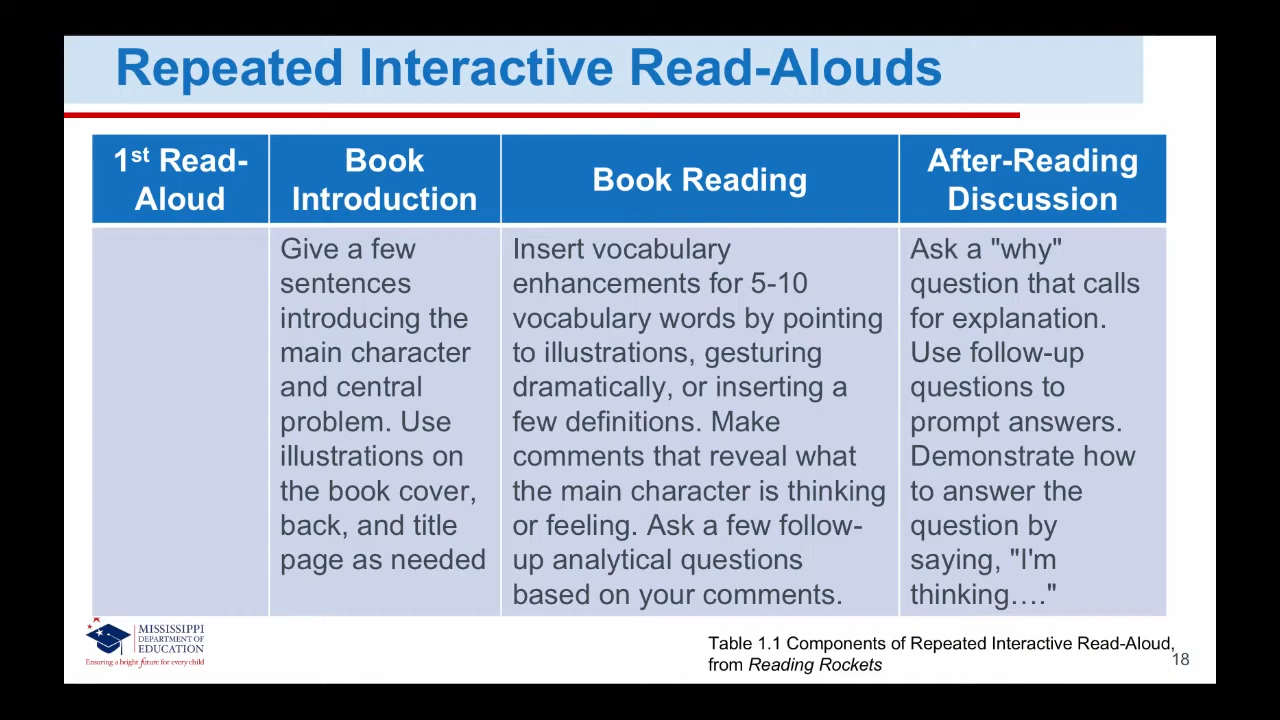 Repeated Interactive Read-Alouds
1st Read-
Aloud
Book
Introduction
Book Reading
After-Reading
Discussion
Give a few
sentences
introducing the
main character
and central
problem. Use
illustrations on
the book cover,
back, and title
page as needed
Insert vocabulary
enhancements for 5-10
vocabulary words by pointing
to illustrations, gesturing
dramatically, or inserting a
few definitions. Make
comments that reveal what
the main character is thinking
or feeling. Ask a few follow-
up analytical questions
based on your comments.
Ask a "why"
question that calls
for explanation.
Use follow-up
questions to
prompt answers.
Demonstrate how
to answer the
question by
saying, "I'm
thinking…."
MISSISSIPPI
DEPARTMENT OF
EDUCATION
Ensuring a bright future for every child
Table 1.1 Components of Repeated Interactive Read-Aloud,
from Reading Rockets
18